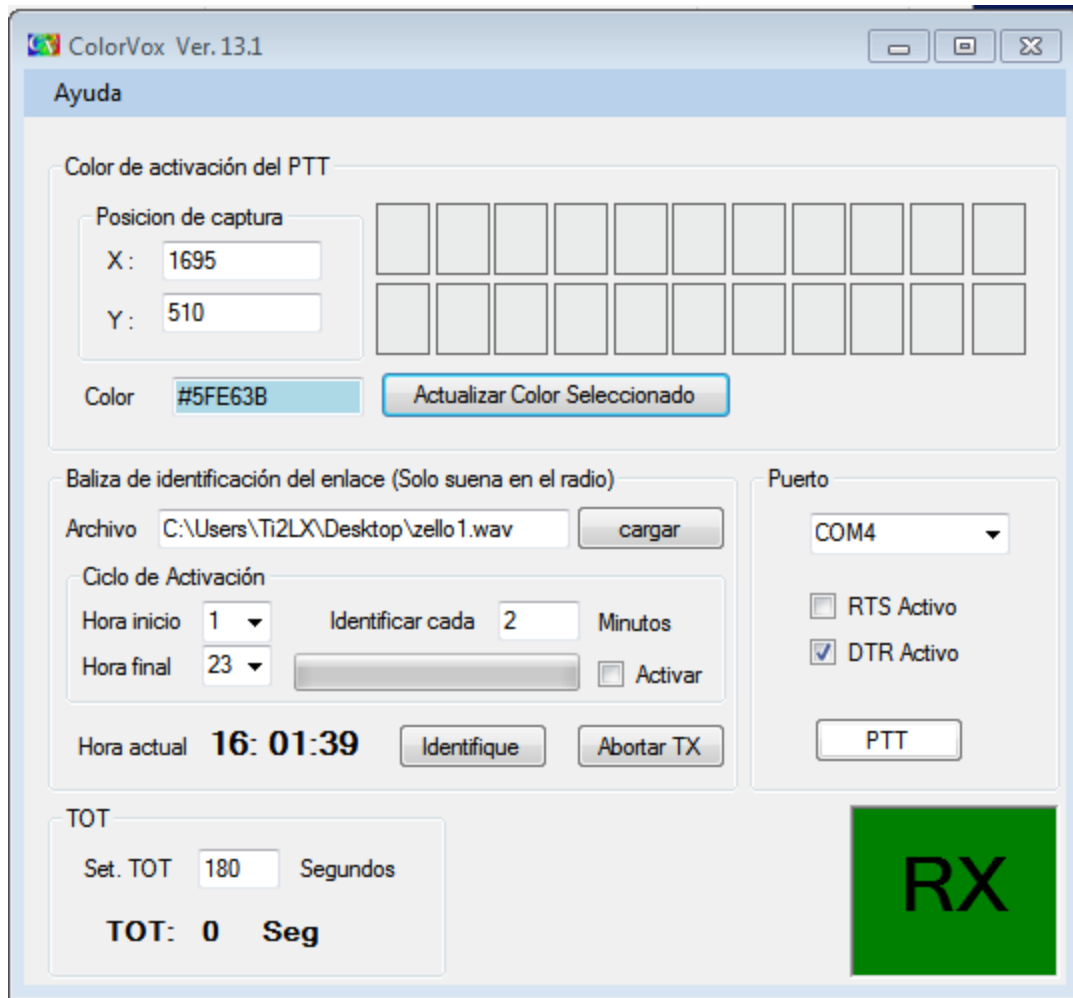 ColorVox Ver. 13.1
Ayuda
Color de activación del PTT
Posicion de captura
X : 1695
Y : 510
Color #5FE63B Actualizar Color Seleccionado
Baliza de identificación del enlace (Solo suena en el radio)
Archivo C:\Users\Ti2LX\Desktop\zello1.wav cargar
Ciclo de Activación
Hora inicio 1 Identificar cada 2 Minutos
Hora final 23 Activar
Hora actual 16: 01:39 Identifique Abortar TX
Puerto
COM4
RTS Activo
DTR Activo
PTT
TOT
Set. TOT 180 Segundos
TOT: 0 Seg
RX